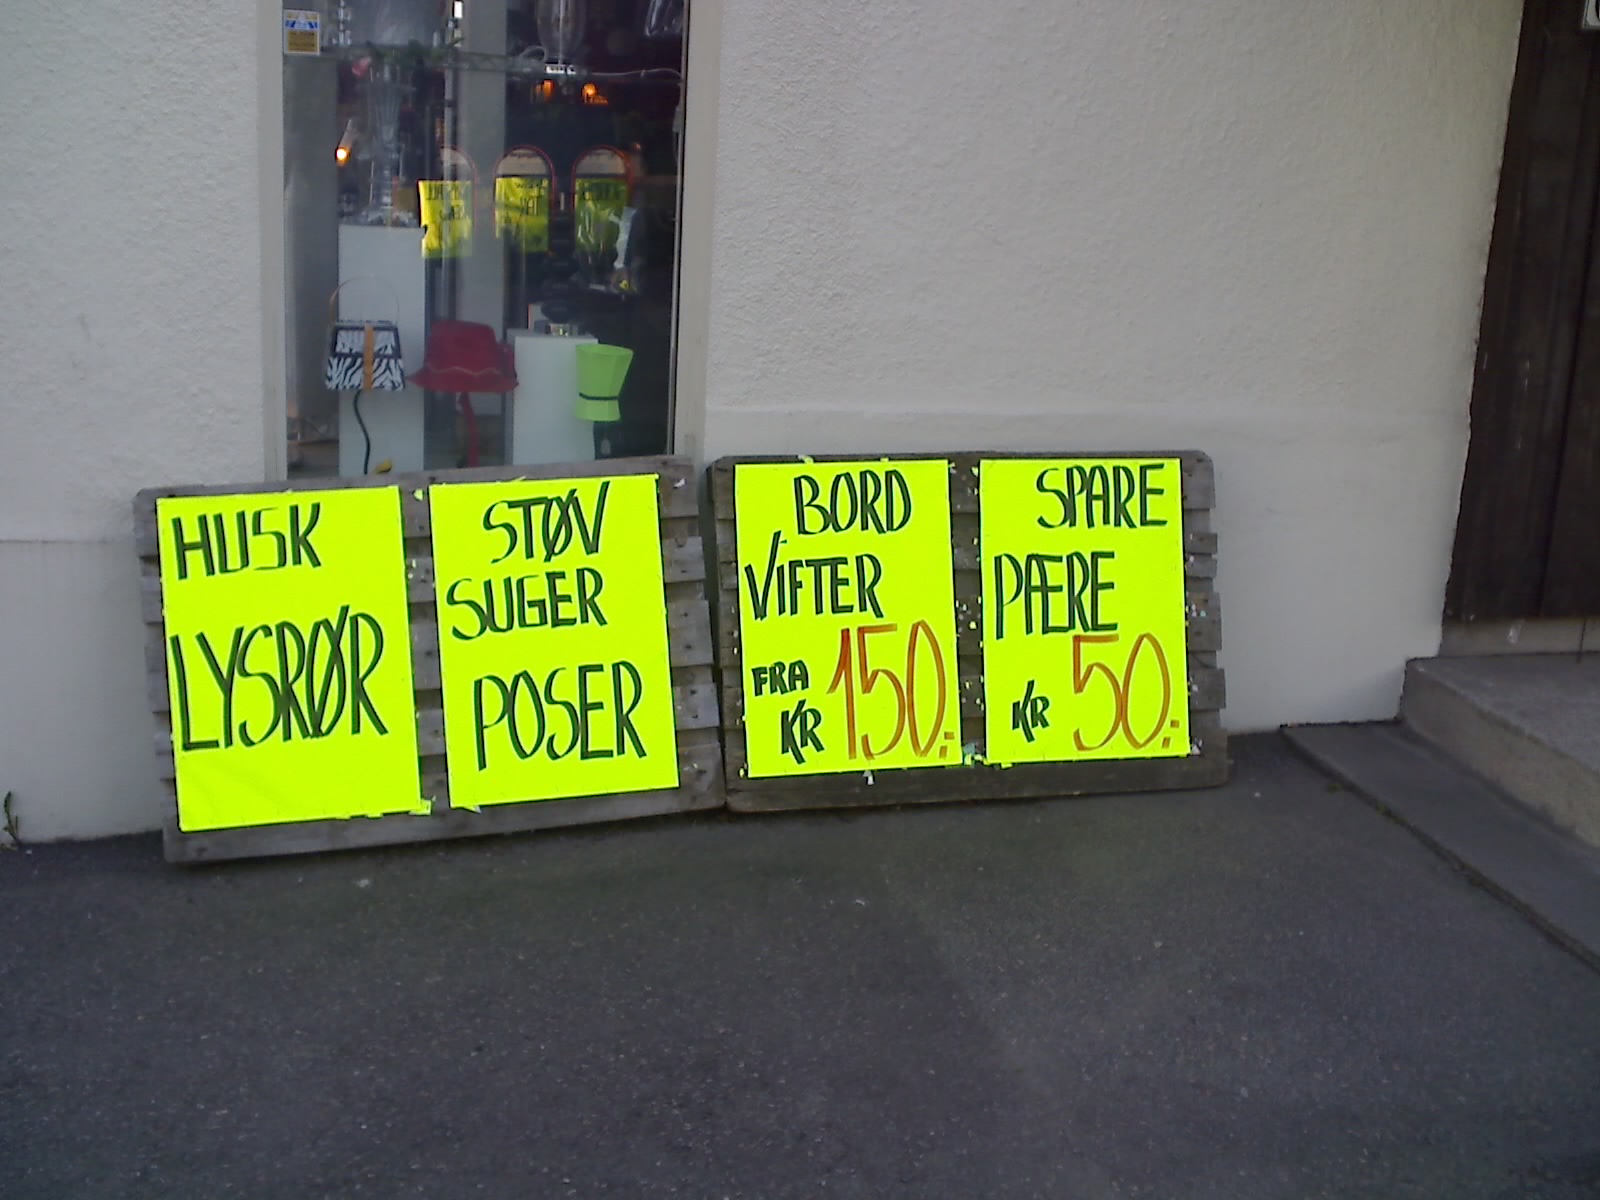 HUSK
LYSRØR
STØV
SUGER
POSER
BORD
VIFTER
FRA
KR 150.-
SPARE
PÆRE
KR 50.-